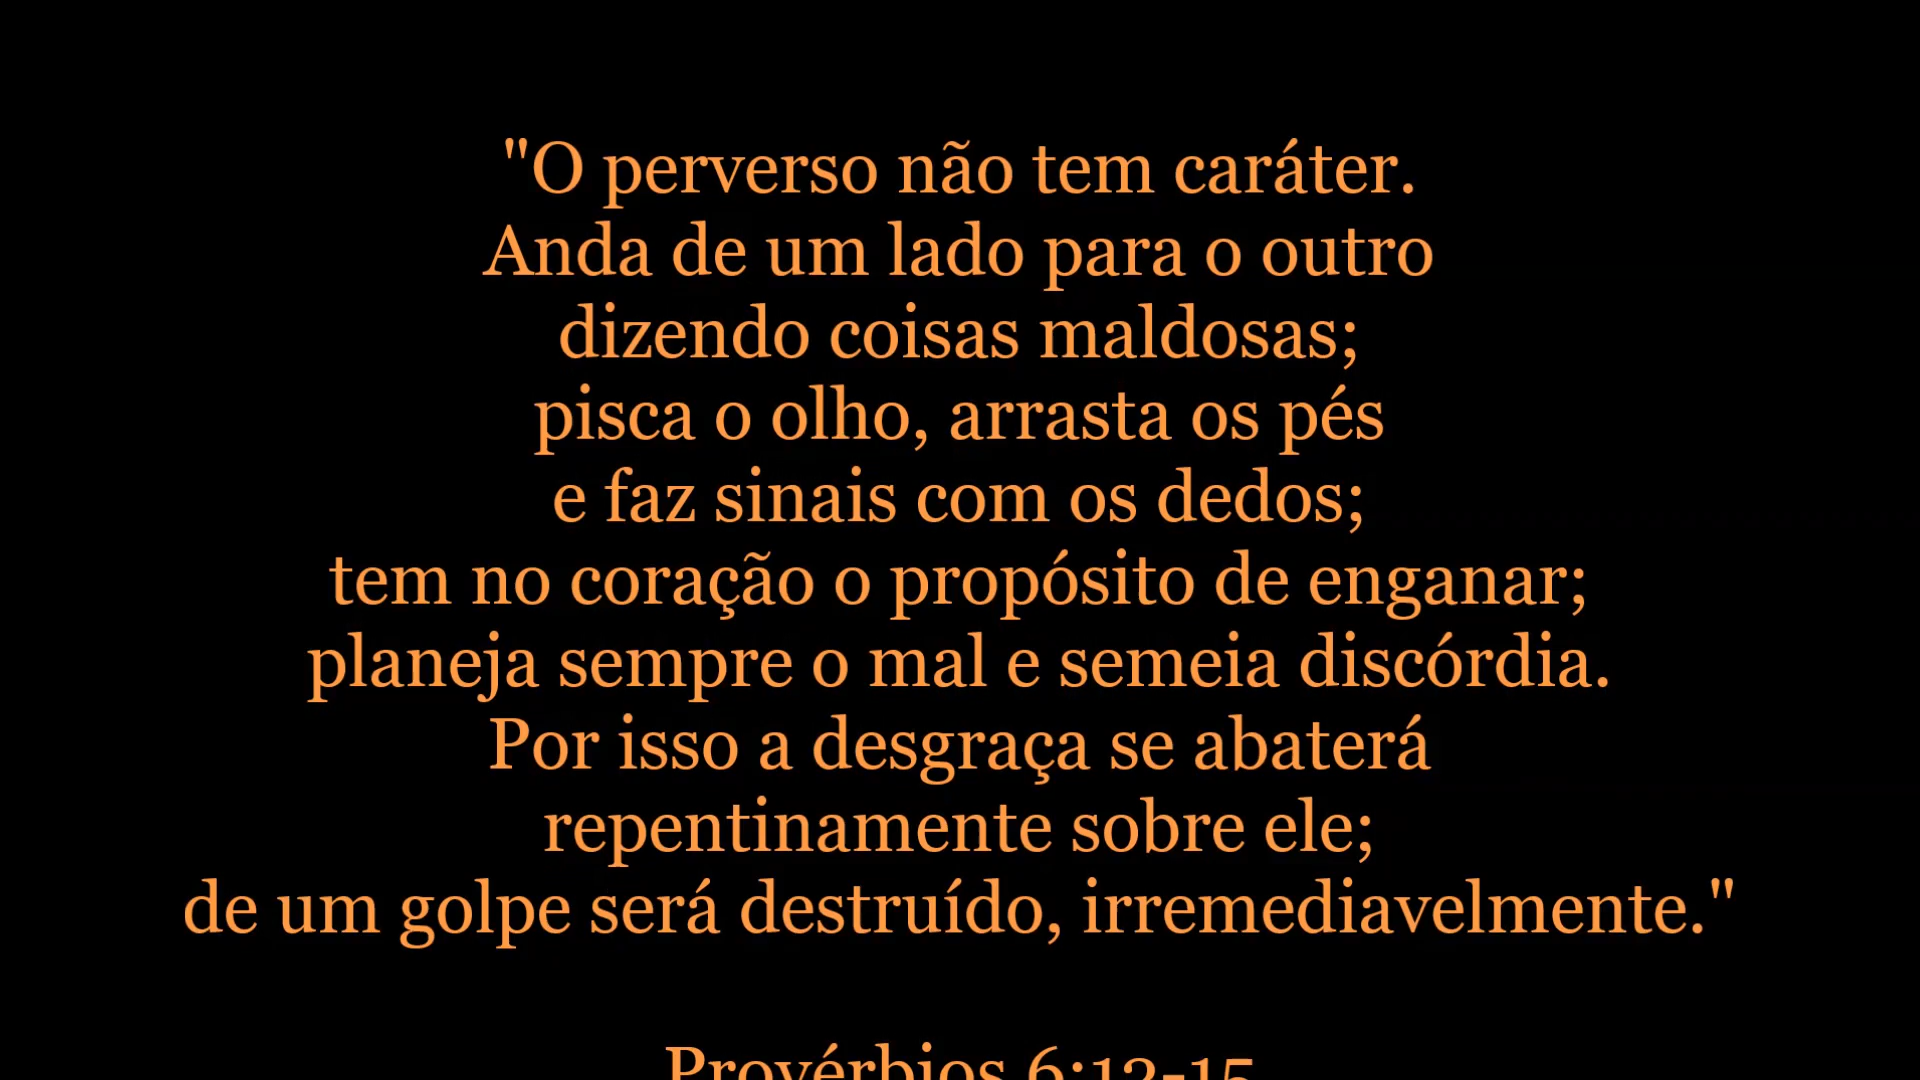 "O perverso não tem caráter.
Anda de um lado para o outro
dizendo coisas maldosas;
pisca o olho, arrasta os pés
e faz sinais com os dedos;
tem no coração o propósito de enganar;
planeja sempre o mal e semeia discórdia.
Por isso a desgraça se abaterá
repentinamente sobre ele;
de um golpe será destruído, irremediavelmente."
Provérbios 6:12-15